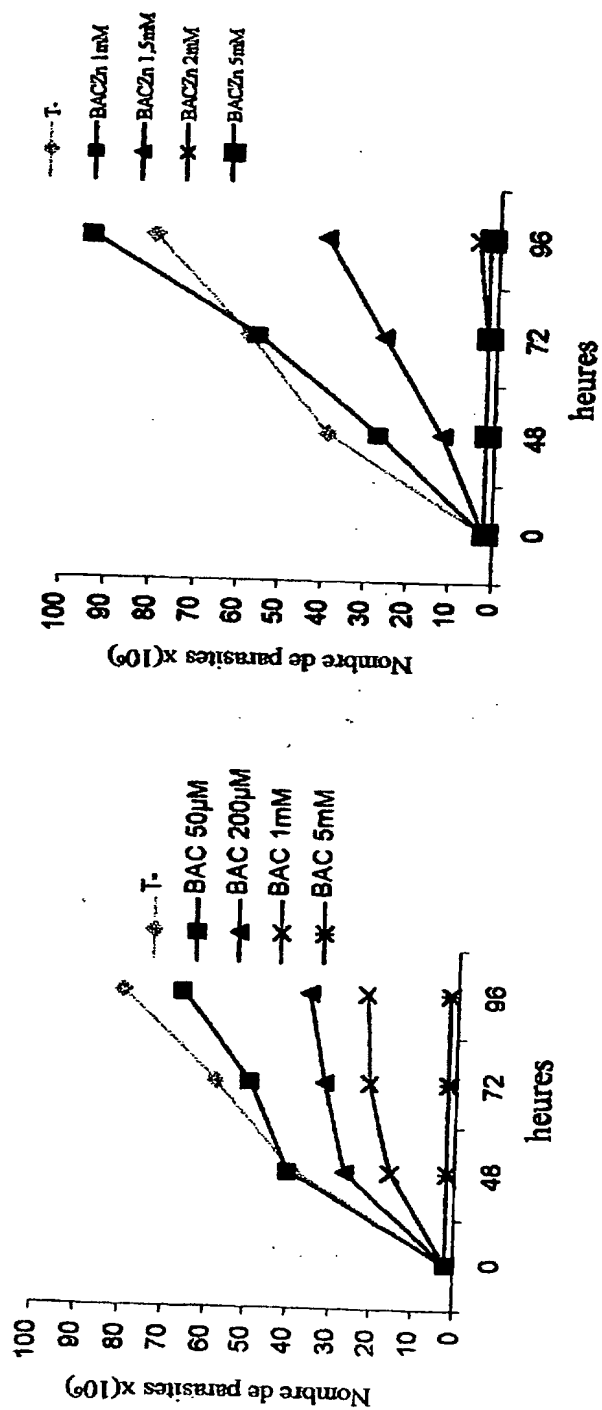 Nombre de parasites x(10⁶)
100
90
80
70
60
50
40
30
20
10
0
0 48 72 96
heures
T-
BAC 50µM
BAC 200µM
BAC 1mM
BAC 5mM
Nombre de parasites x(10⁶)
100
90
80
70
60
50
40
30
20
10
0
0 48 72 96
heures
T-
BACZn 1mM
BACZn 1,5mM
BACZn 2mM
BACZn 5mM